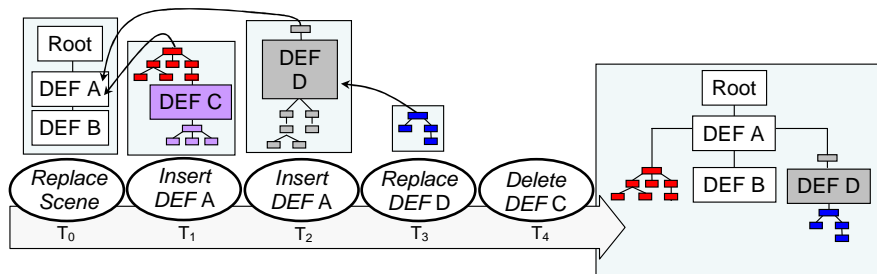 Root
DEF A
DEF B
DEF C
DEF
D
Replace
Scene
Insert
DEF A
Insert
DEF A
Replace
DEF D
Delete
DEF C
T0
T1
T2
T3
T4
Root
DEF A
DEF B
DEF D